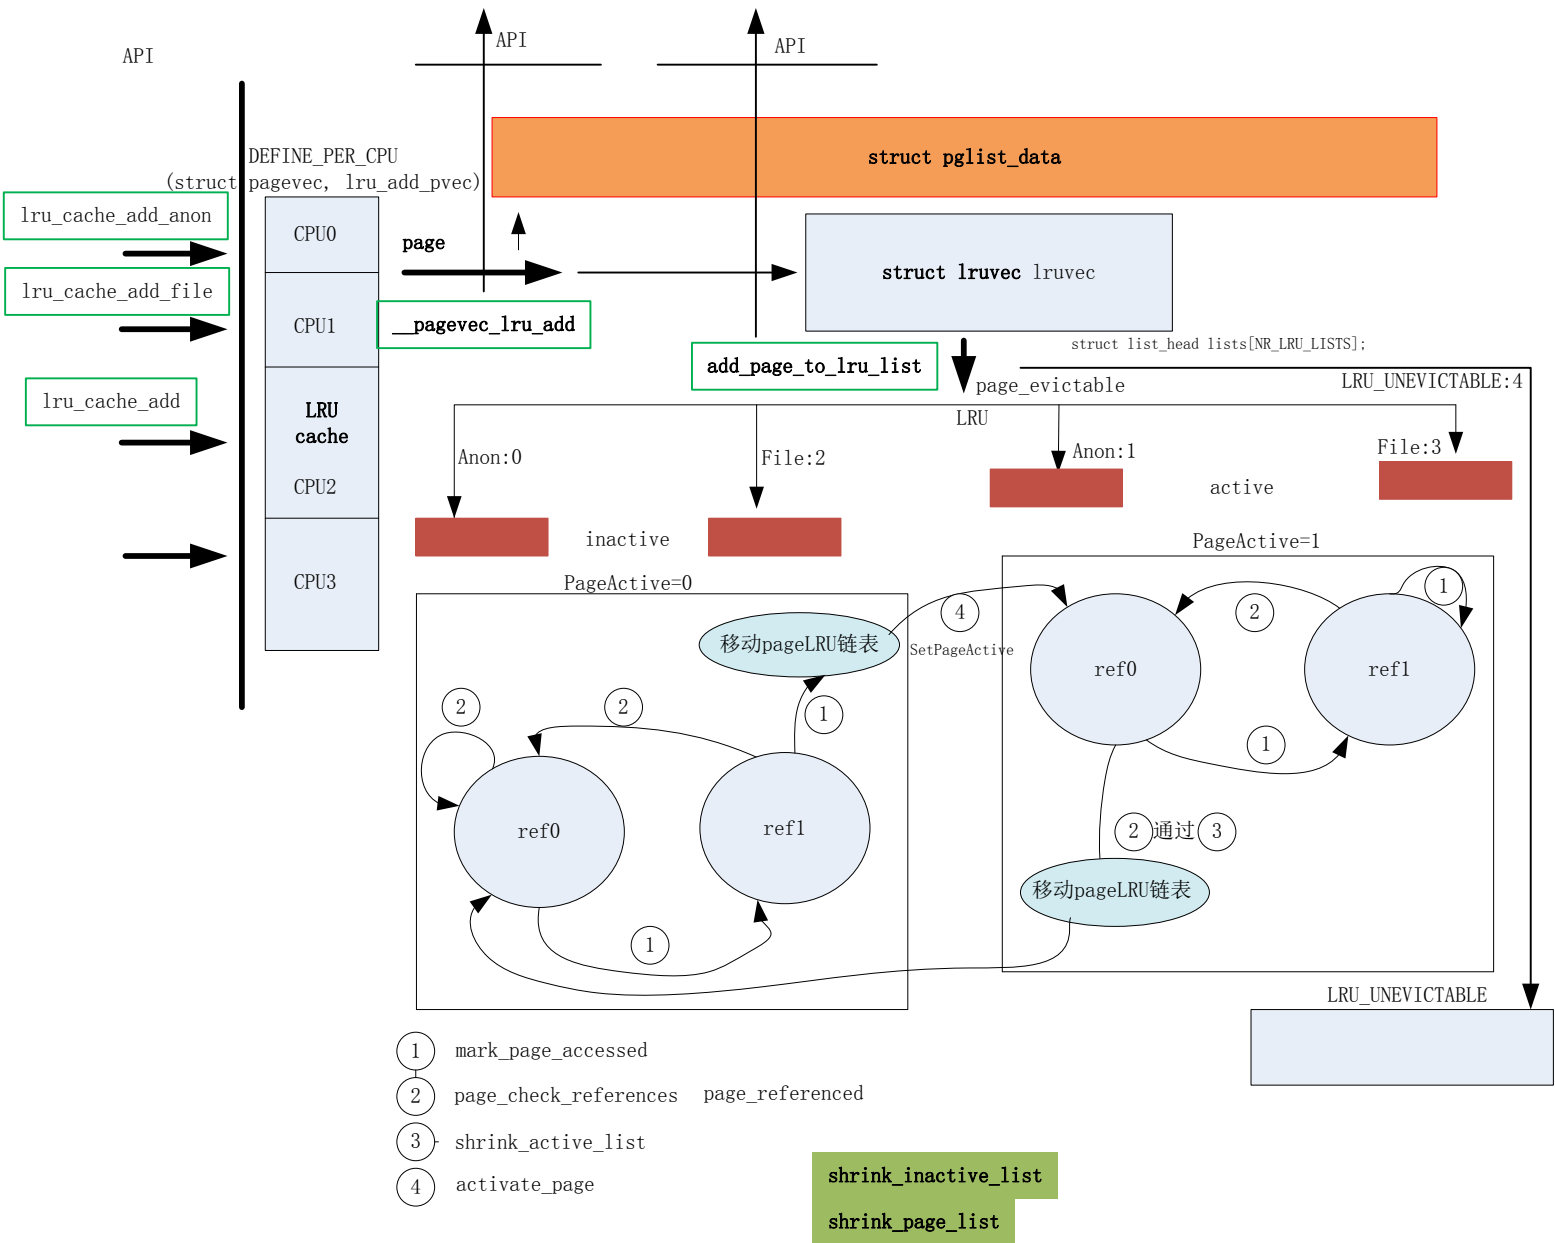 API
API
API
DEFINE_PER_CPU
(struct pagevec, lru_add_pvec)
struct pglist_data
lru_cache_add_anon
CPU0
page
lru_cache_add_file
struct lruvec lruvec
CPU1
__pagevec_lru_add
add_page_to_lru_list
struct list_head lists[NR_LRU_LISTS];
page_evictable
LRU_UNEVICTABLE:4
lru_cache_add
LRU
cache
LRU
Anon:0
File:2
Anon:1
File:3
CPU2
active
inactive
PageActive=1
CPU3
PageActive=0
移动pageLRU链表
4
SetPageActive
2
1
ref0
ref1
2
2
1
1
ref0
ref1
2通过3
移动pageLRU链表
1
LRU_UNEVICTABLE
1 mark_page_accessed
2 page_check_references page_referenced
3 shrink_active_list
4 activate_page
shrink_inactive_list
shrink_page_list